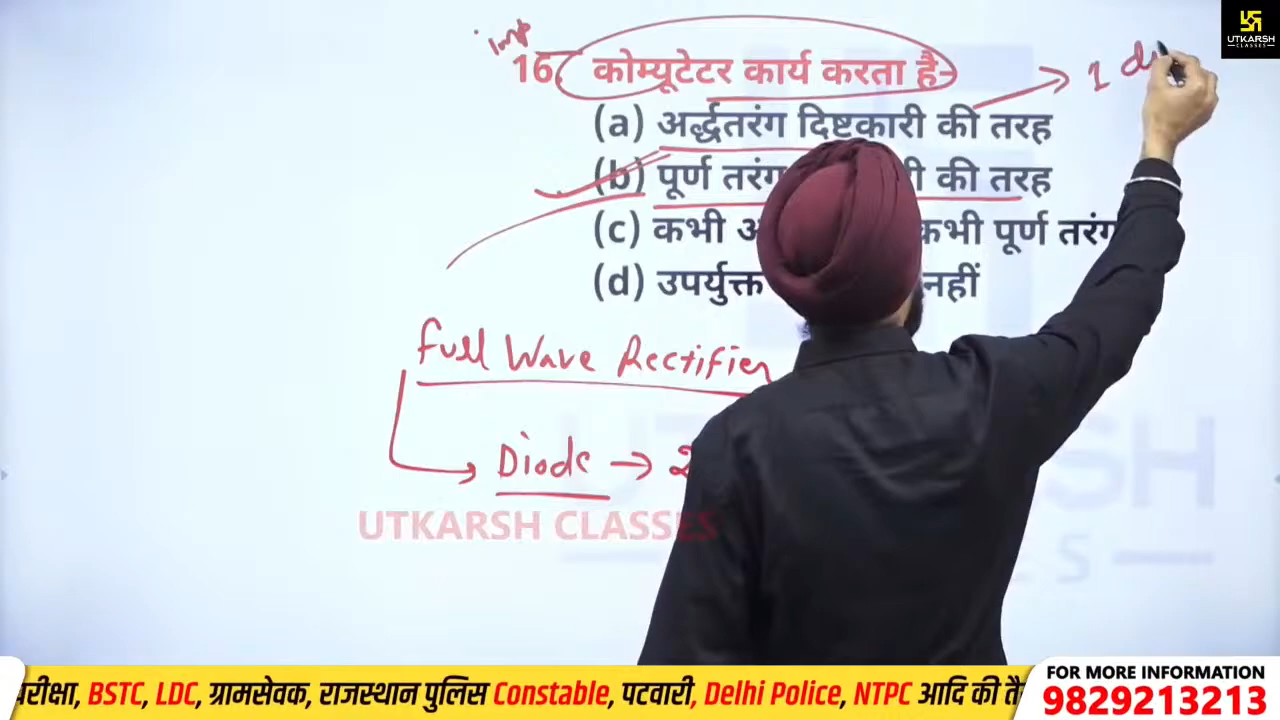 imp
16. कोम्यूटेटर कार्य करता है-
(a) अर्द्धतरंग दिष्टकारी की तरह
1
(b) पूर्ण तरंग की तरह
(c) कभी कभी पूर्ण तरंग
(d) उपर्युक्त नहीं
Full Wave Rectifier
Diode → 2
UTKARSH CLASSES
UTKARSH
CLASSES
परीक्षा, BSTC, LDC, ग्रामसेवक, राजस्थान पुलिस Constable, पटवारी, Delhi Police, NTPC आदि की
FOR MORE INFORMATION
9829213213